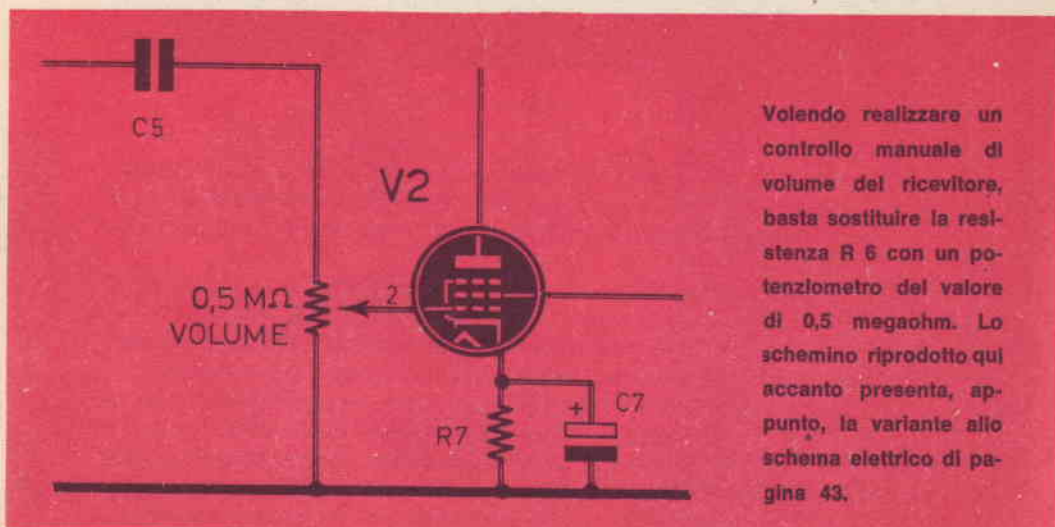 C5
V2
0,5 MΩ
VOLUME
2
R7
+
C7
Volendo realizzare un
controllo manuale di
volume del ricevitore,
basta sostituire la resi-
stenza R 6 con un po-
tenziometro del valore
di 0,5 megaohm. Lo
schemino riprodotto qui
accanto presenta, ap-
punto, la variante allo
schema elettrico di pa-
gina 43.